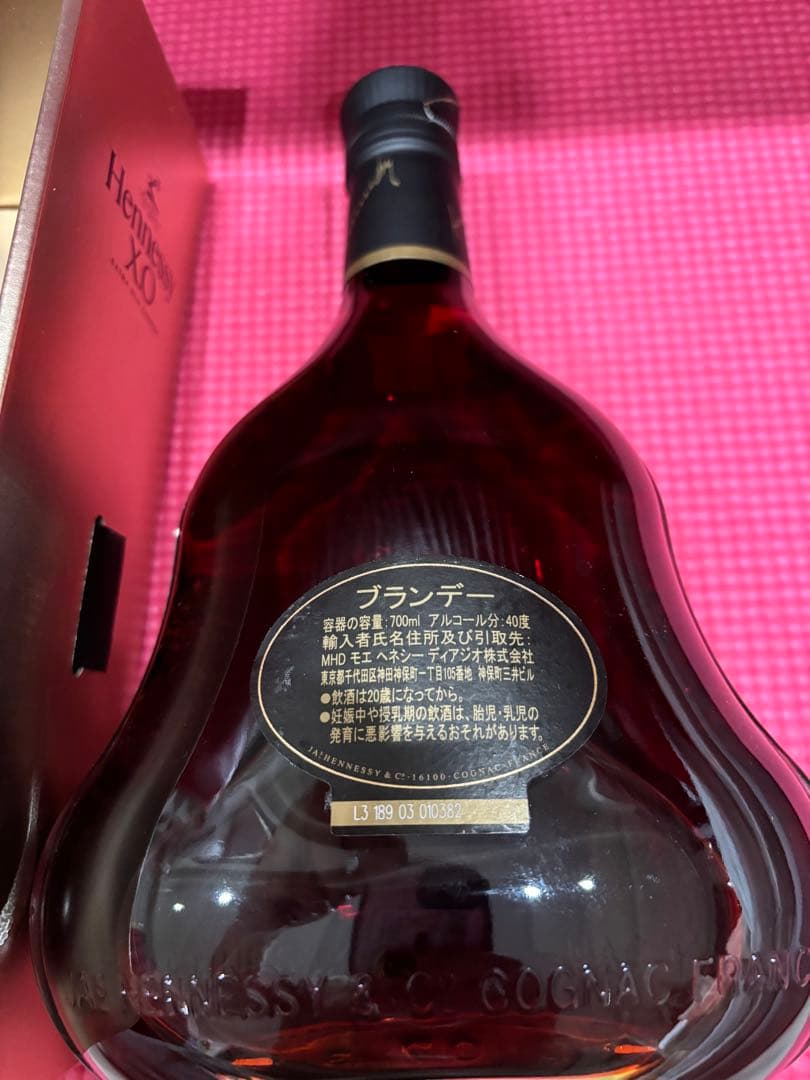 Hennessy
XO
ブランデー
容器の容量:700ml アルコール分:40度
輸入者氏名住所及び引取先:
MHD モエ ヘネシー ディアジオ株式会社
東京都千代田区神田神保町一丁目105番地 神保町三井ビル
●飲酒は20歳になってから。
●妊娠中や授乳期の飲酒は、胎児・乳児の
発育に悪影響を与えるおそれがあります。
JAS HENNESSY & Co · 16100 · COGNAC - FRANCE
L3 189 03 010382
JAS HENNESSY & Co COGNAC FRANC